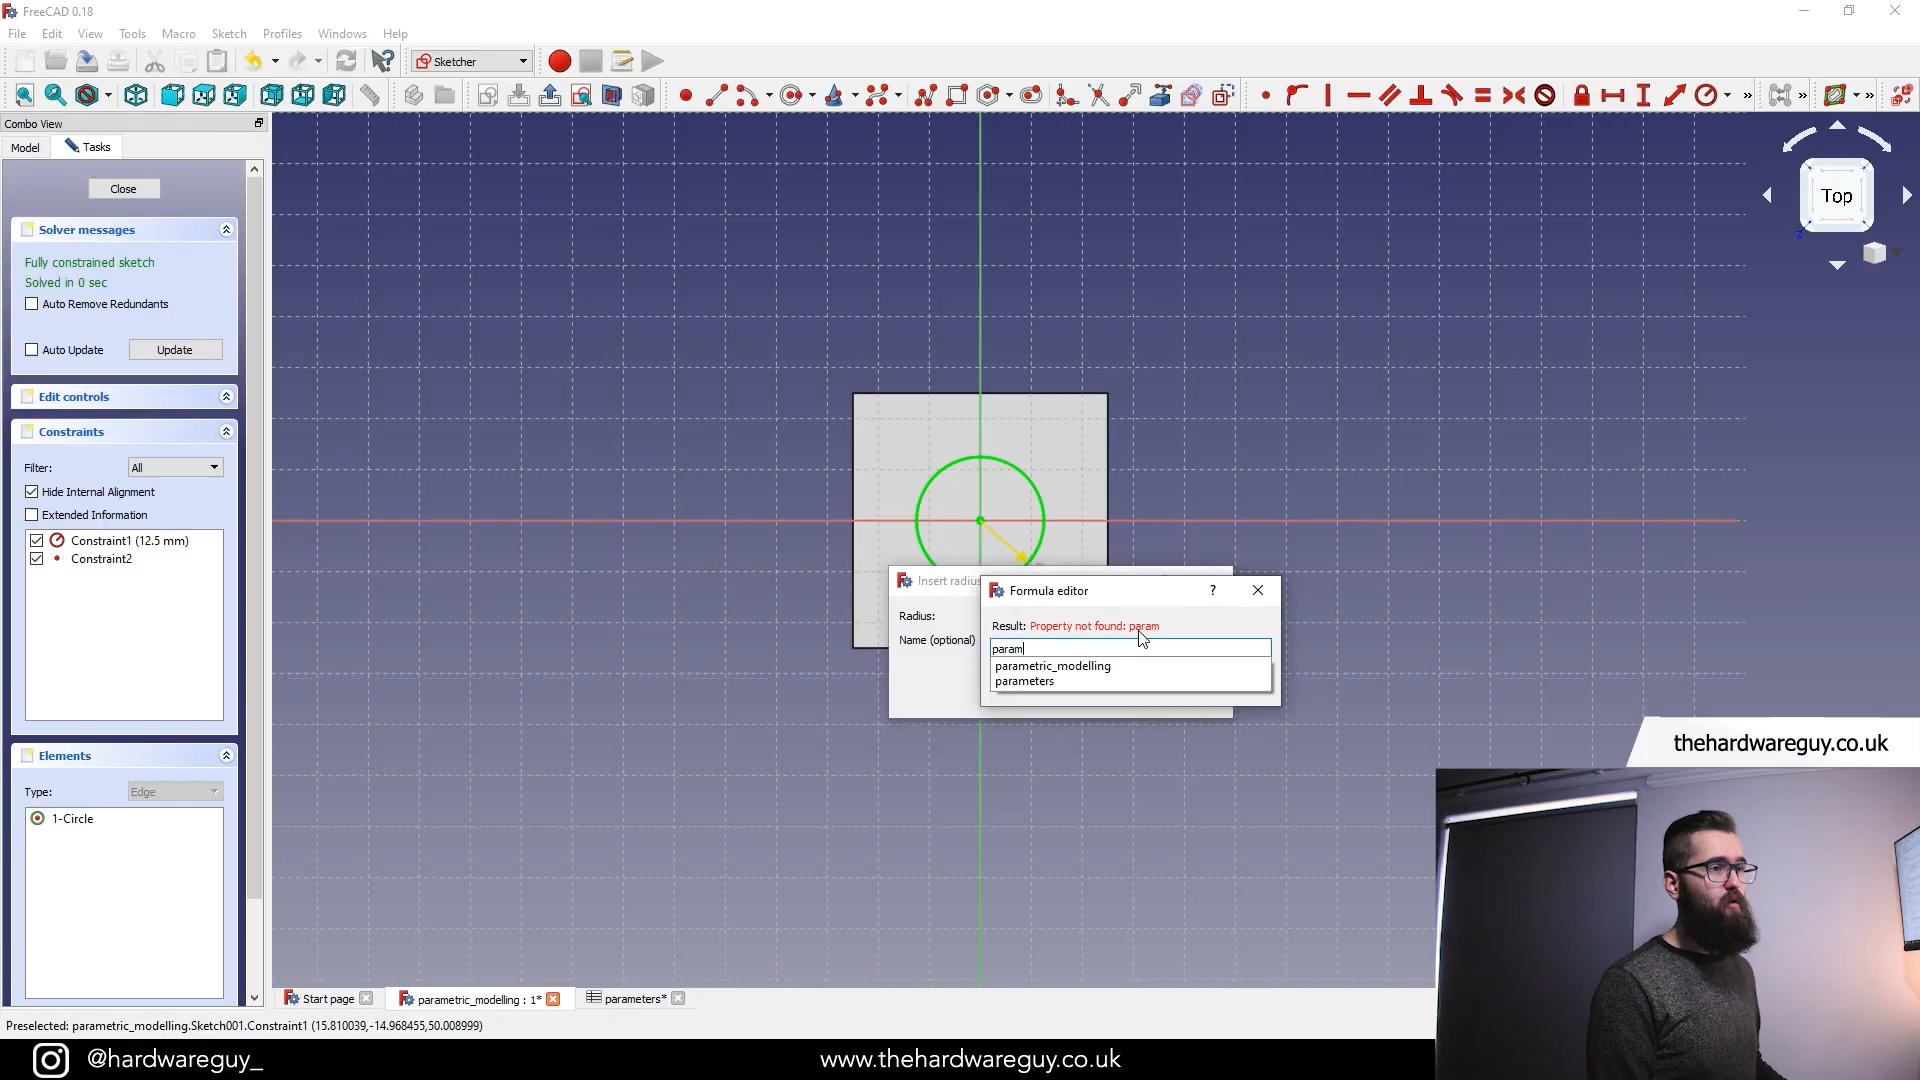 FreeCAD 0.18
File Edit View Tools Macro Sketch Profiles Windows Help
Sketcher
Combo View
Model Tasks
Close
Solver messages
Fully constrained sketch
Solved in 0 sec
Auto Remove Redundants
Auto Update Update
Edit controls
Constraints
Filter: All
Hide Internal Alignment
Extended Information
Constraint1 (12.5 mm)
Constraint2
Elements
Type: Edge
1-Circle
Top
Z
Insert radius
Radius:
Name (optional)
Formula editor ?
Result: Property not found: param
param
parametric_modelling
parameters
Start page parametric_modelling : 1* parameters*
Preselected: parametric_modelling.Sketch001.Constraint1 (15.810039,-14.968455,50.008999)
thehardwareguy.co.uk
@hardwareguy_ www.thehardwareguy.co.uk